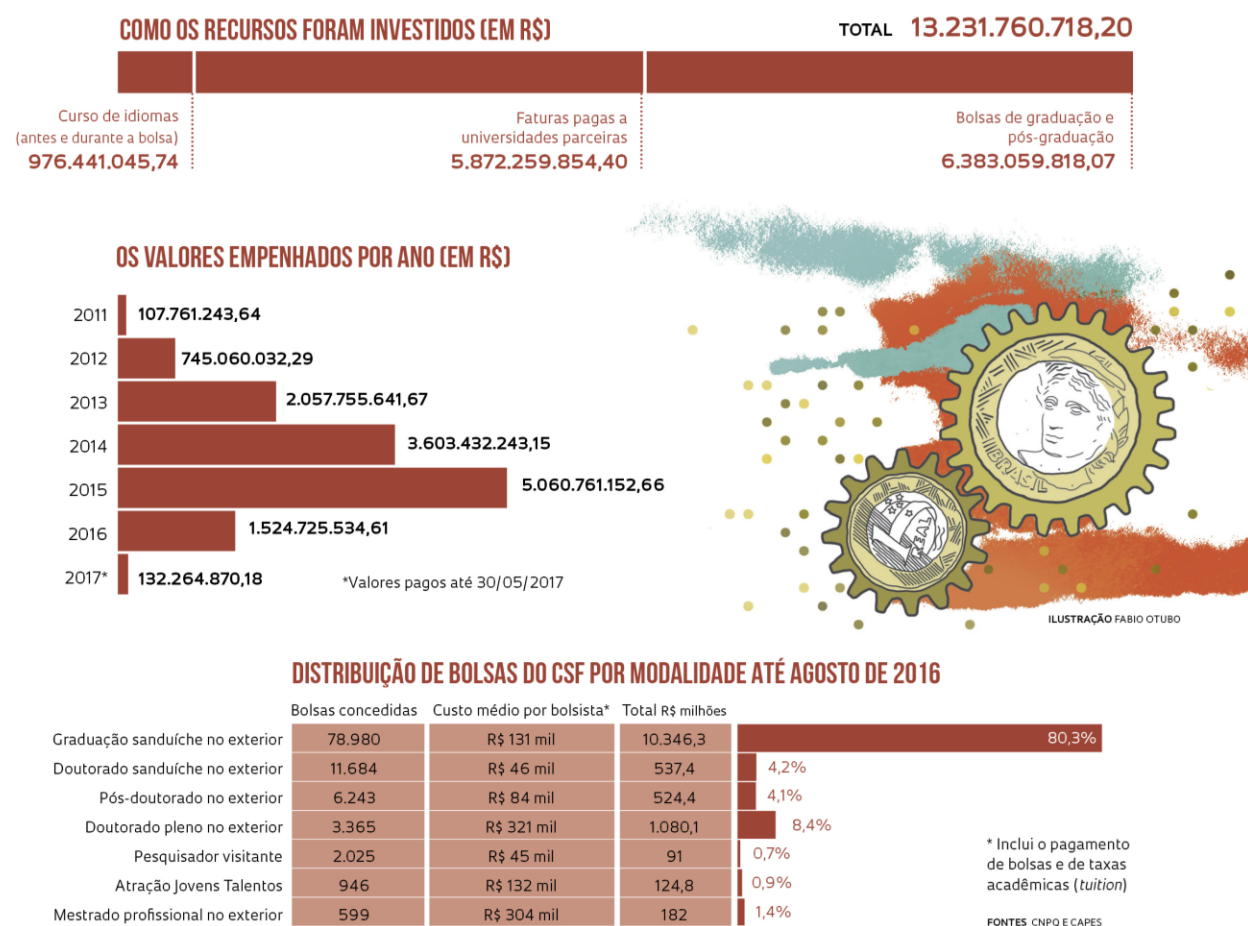 COMO OS RECURSOS FORAM INVESTIDOS (EM R$)
TOTAL 13.231.760.718,20
Curso de idiomas
(antes e durante a bolsa)
976.441.045,74
Faturas pagas a
universidades parceiras
5.872.259.854,40
Bolsas de graduação e
pós-graduação
6.383.059.818,07
OS VALORES EMPENHADOS POR ANO (EM R$)
2011 107.761.243,64
2012 745.060.032,29
2013 2.057.755.641,67
2014 3.603.432.243,15
2015 5.060.761.152,66
2016 1.524.725.534,61
2017* 132.264.870,18
*Valores pagos até 30/05/2017
BRASIL
1 REAL
ILUSTRAÇÃO FABIO OTUBO
DISTRIBUIÇÃO DE BOLSAS DO CSF POR MODALIDADE ATÉ AGOSTO DE 2016
Bolsas concedidas Custo médio por bolsista* Total R$ milhões
Graduação sanduíche no exterior 78.980 R$ 131 mil 10.346,3 80,3%
Doutorado sanduíche no exterior 11.684 R$ 46 mil 537,4 4,2%
Pós-doutorado no exterior 6.243 R$ 84 mil 524,4 4,1%
Doutorado pleno no exterior 3.365 R$ 321 mil 1.080,1 8,4%
Pesquisador visitante 2.025 R$ 45 mil 91 0,7%
Atração Jovens Talentos 946 R$ 132 mil 124,8 0,9%
Mestrado profissional no exterior 599 R$ 304 mil 182 1,4%
* Inclui o pagamento
de bolsas e de taxas
acadêmicas (tuition)
FONTES CNPQ E CAPES